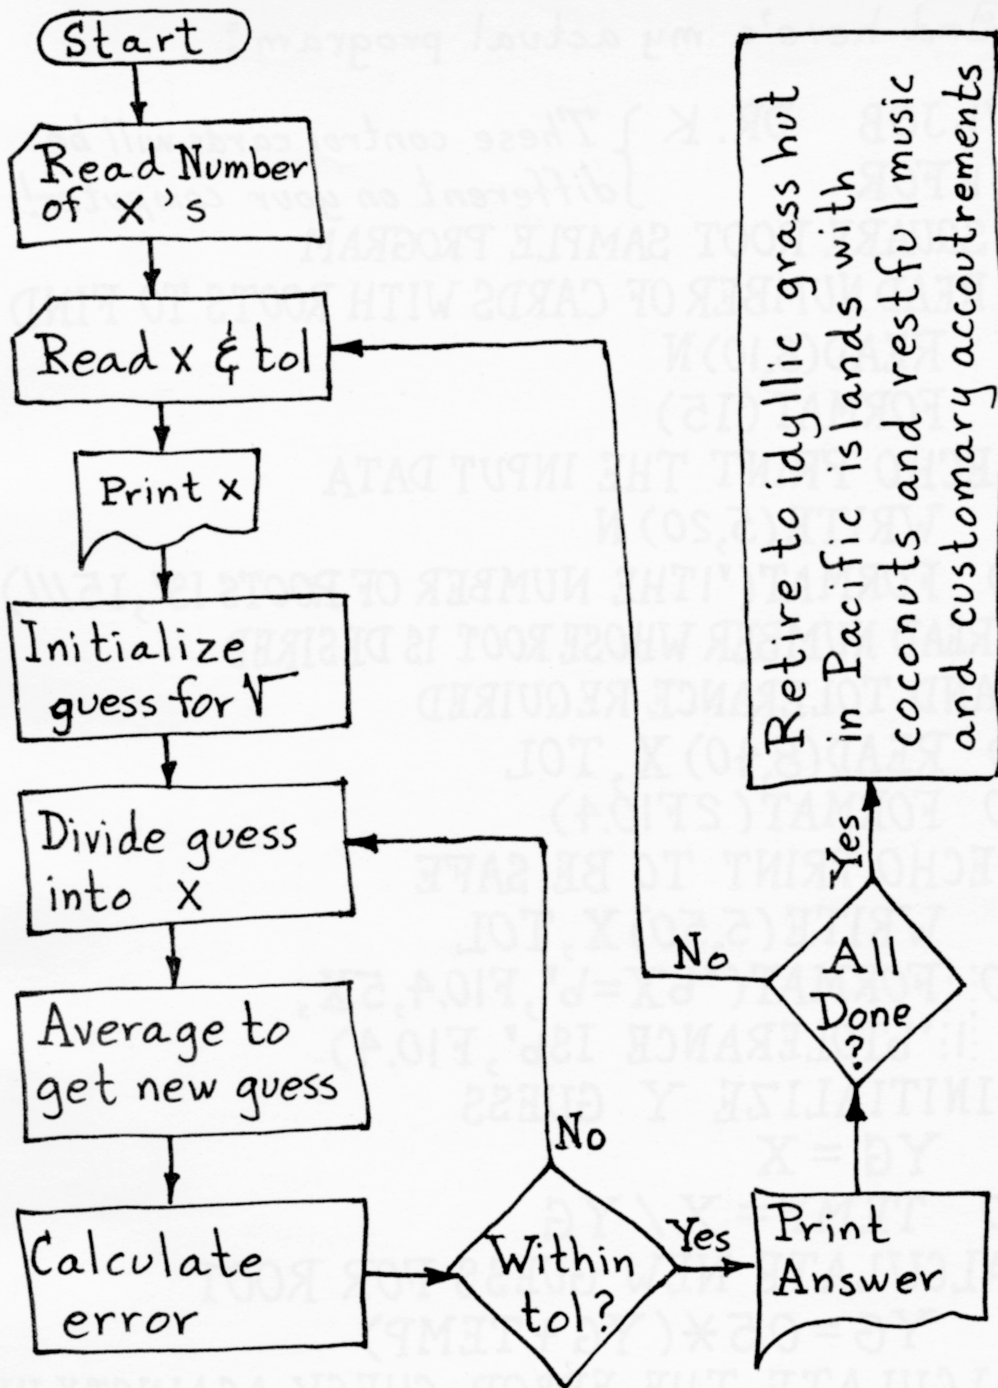 Start
Read Number
of X's
Read x & tol
Print x
Initialize
guess for √
Divide guess
into X
Average to
get new guess
Calculate
error
Within
tol?
No
Yes
Print
Answer
All
Done
?
No
Yes
Retire to idyllic grass hut
in Pacific islands with
coconuts and restful music
and customary accoutrements